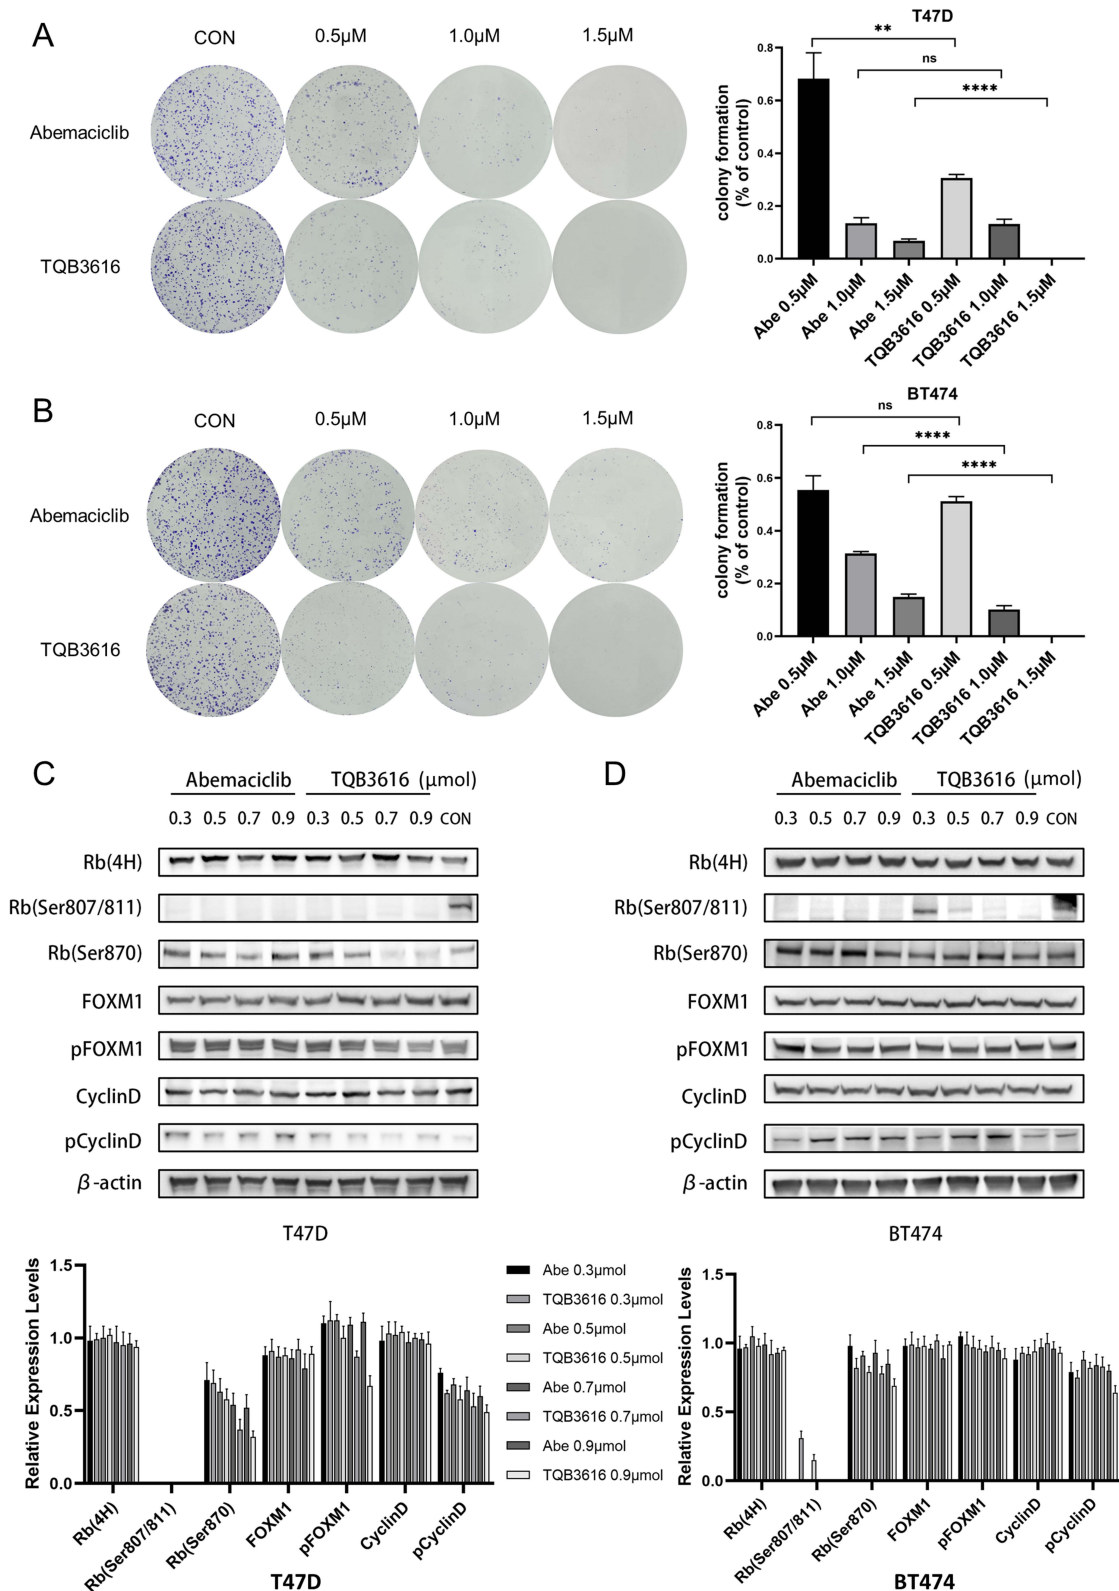 A
CON 0.5μM 1.0μM 1.5μM
Abemaciclib
TQB3616
T47D
** 
ns
****
colony formation
(% of control)
0.8
0.6
0.4
0.2
0.0
Abe 0.5μM
Abe 1.0μM
Abe 1.5μM
TQB3616 0.5μM
TQB3616 1.0μM
TQB3616 1.5μM
B
CON 0.5μM 1.0μM 1.5μM
Abemaciclib
TQB3616
BT474
ns
****
****
colony formation
(% of control)
0.8
0.6
0.4
0.2
0.0
Abe 0.5μM
Abe 1.0μM
Abe 1.5μM
TQB3616 0.5μM
TQB3616 1.0μM
TQB3616 1.5μM
C
Abemaciclib TQB3616 (μmol)
0.3 0.5 0.7 0.9 0.3 0.5 0.7 0.9 CON
Rb(4H)
Rb(Ser807/811)
Rb(Ser870)
FOXM1
pFOXM1
CyclinD
pCyclinD
β-actin
T47D
D
Abemaciclib TQB3616 (μmol)
0.3 0.5 0.7 0.9 0.3 0.5 0.7 0.9 CON
Rb(4H)
Rb(Ser807/811)
Rb(Ser870)
FOXM1
pFOXM1
CyclinD
pCyclinD
β-actin
BT474
Relative Expression Levels
1.5
1.0
0.5
0.0
Rb(4H)
Rb(Ser807/811)
Rb(Ser870)
FOXM1
pFOXM1
CyclinD
pCyclinD
T47D
Abe 0.3μmol
TQB3616 0.3μmol
Abe 0.5μmol
TQB3616 0.5μmol
Abe 0.7μmol
TQB3616 0.7μmol
Abe 0.9μmol
TQB3616 0.9μmol
Relative Expression Levels
1.5
1.0
0.5
0.0
Rb(4H)
Rb(Ser807/811)
Rb(Ser870)
FOXM1
pFOXM1
CyclinD
pCyclinD
BT474